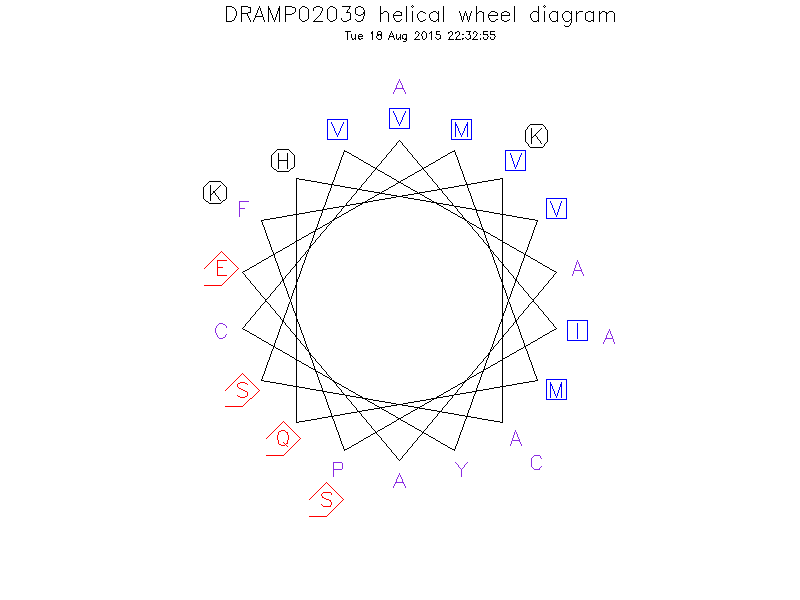 DRAMP02039 helical wheel diagram
Tue 18 Aug 2015 22:32:55
A
V
V
M
K
H
V
K
F
V
E
A
C
I
A
S
M
Q
A
P
Y
C
A
S